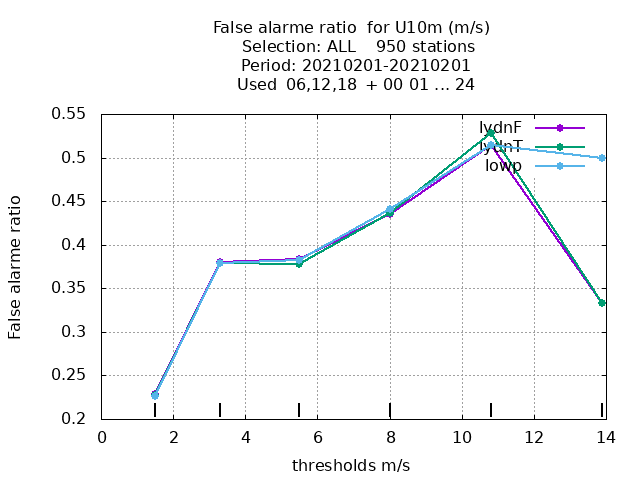 False alarme ratio  for U10m (m/s)
Selection: ALL    950 stations
Period: 20210201-20210201
Used  06,12,18  + 00 01 ... 24
0.55
0.5
0.45
0.4
0.35
0.3
0.25
0.2
False alarme ratio
lydnF
lydnT
lowp
0 2 4 6 8 10 12 14
thresholds m/s